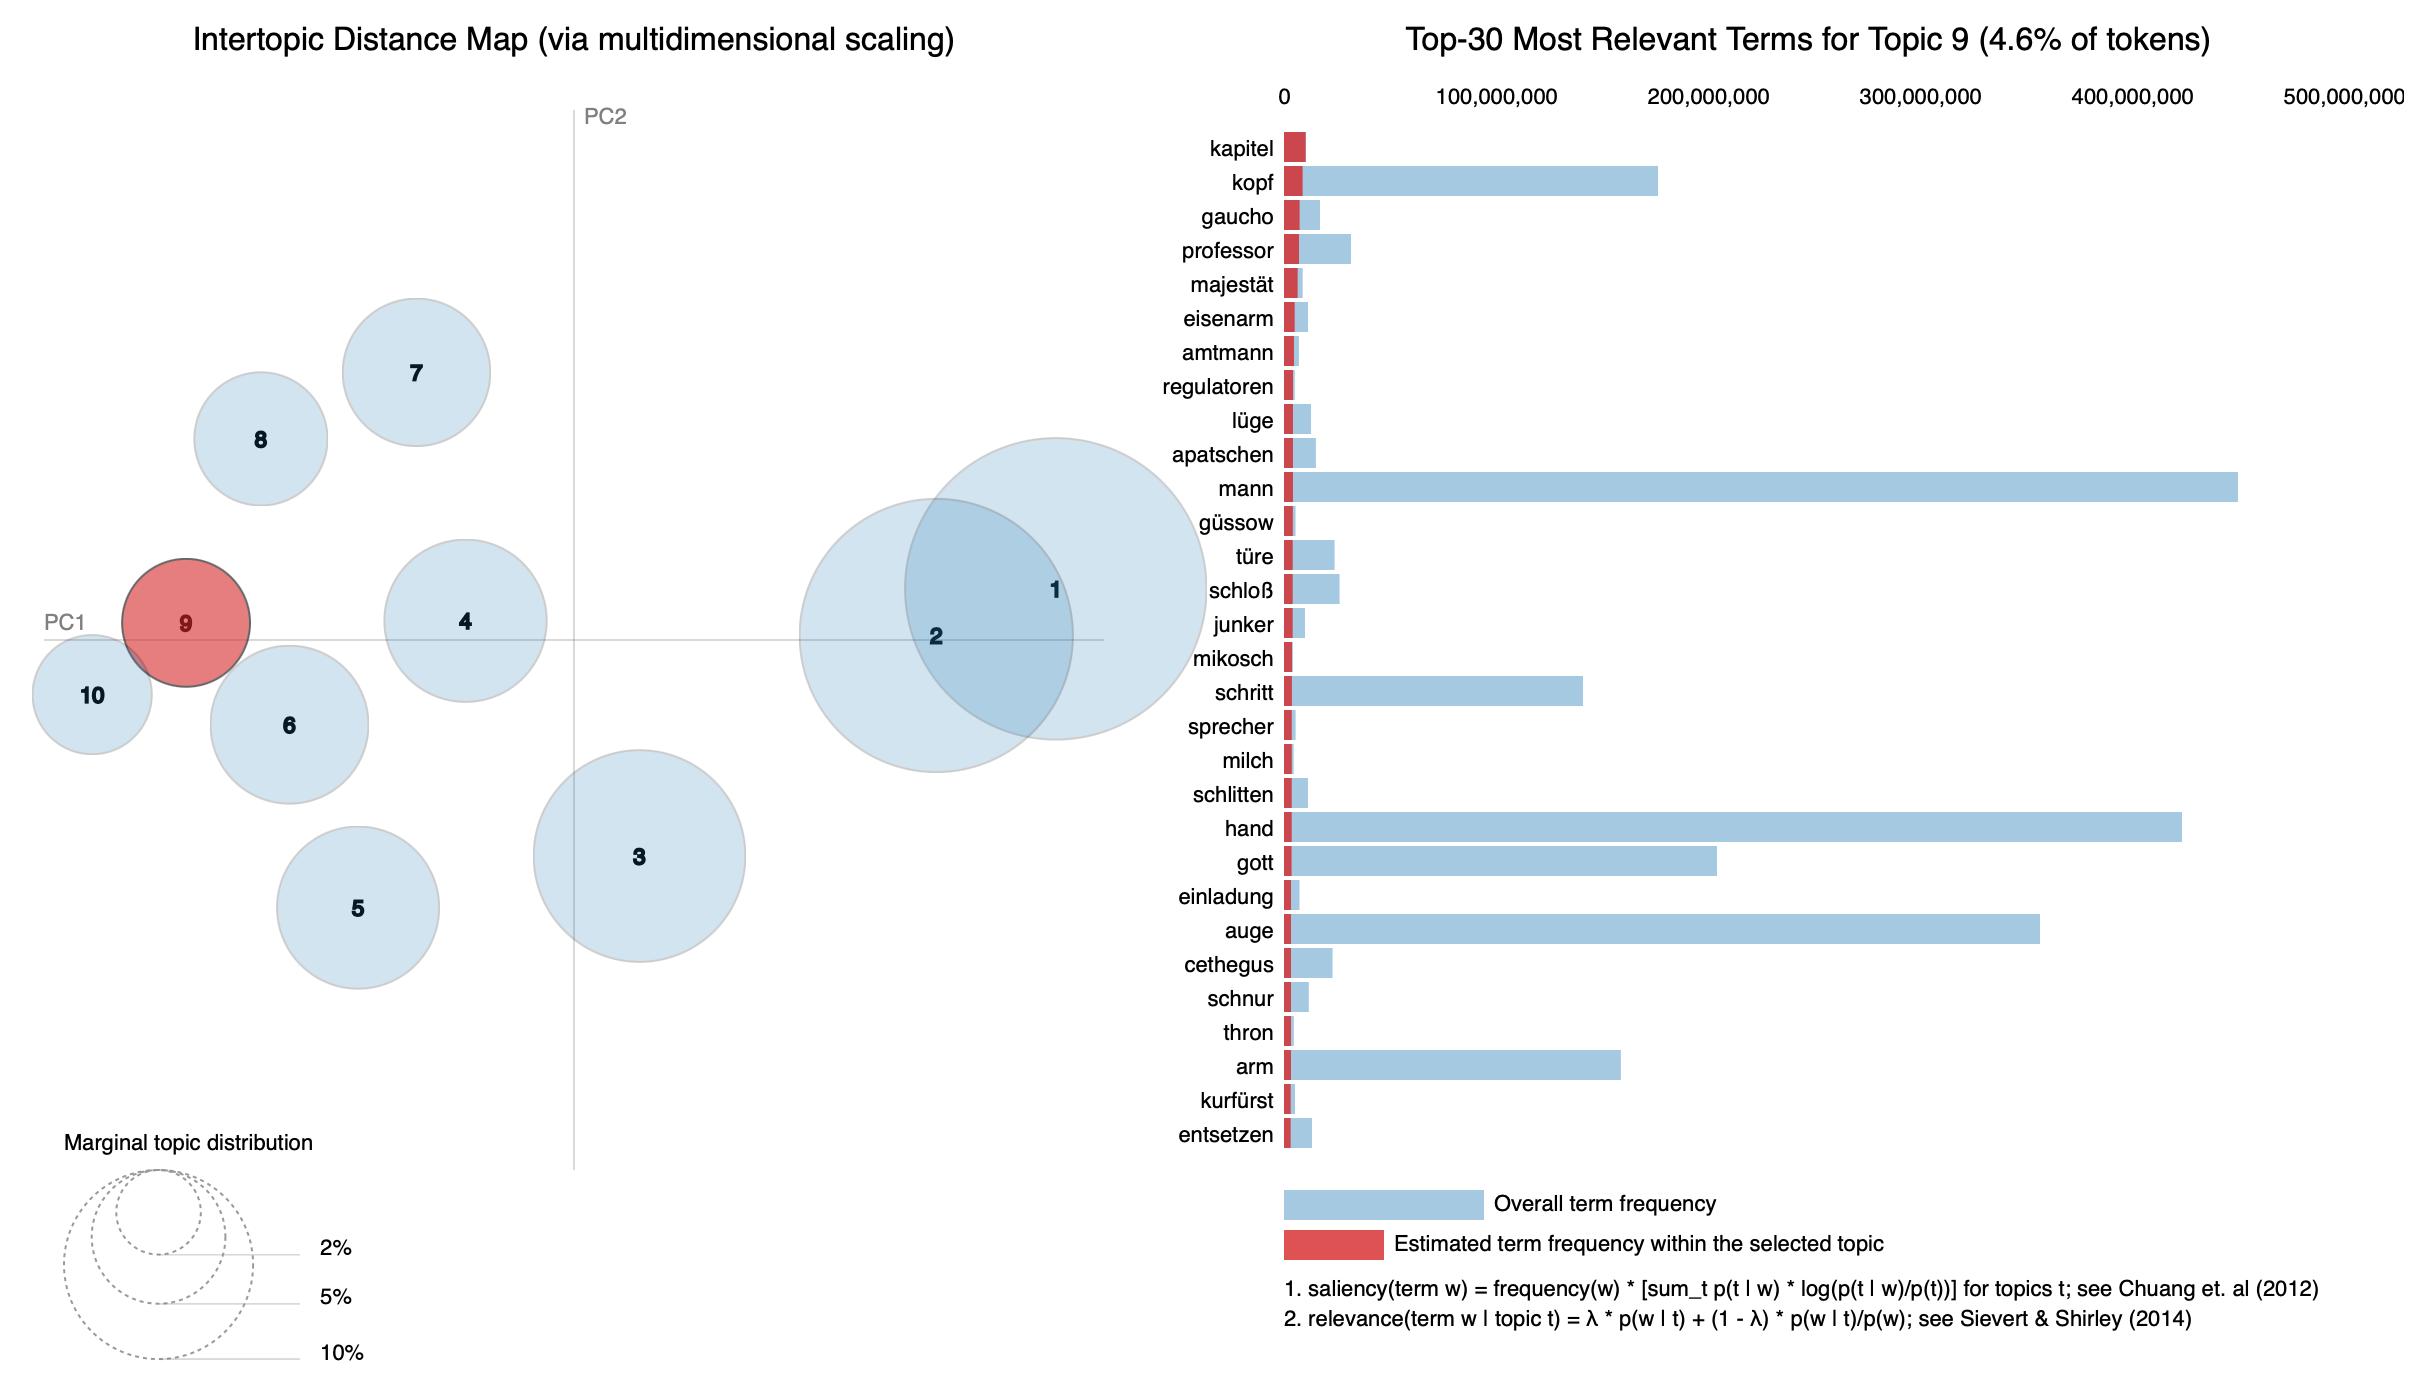 Intertopic Distance Map (via multidimensional scaling)
PC2
PC1
7
8
9
4
1
2
10
6
3
5
Marginal topic distribution
2%
5%
10%
Top-30 Most Relevant Terms for Topic 9 (4.6% of tokens)
0 100,000,000 200,000,000 300,000,000 400,000,000 500,000,000
kapitel
kopf
gaucho
professor
majestät
eisenarm
amtmann
regulatoren
lüge
apatschen
mann
güssow
türe
schloß
junker
mikosch
schritt
sprecher
milch
schlitten
hand
gott
einladung
auge
cethegus
schnur
thron
arm
kurfürst
entsetzen
Overall term frequency
Estimated term frequency within the selected topic
1. saliency(term w) = frequency(w) * [sum_t p(t | w) * log(p(t | w)/p(t))] for topics t; see Chuang et. al (2012)
2. relevance(term w | topic t) = λ * p(w | t) + (1 - λ) * p(w | t)/p(w); see Sievert & Shirley (2014)